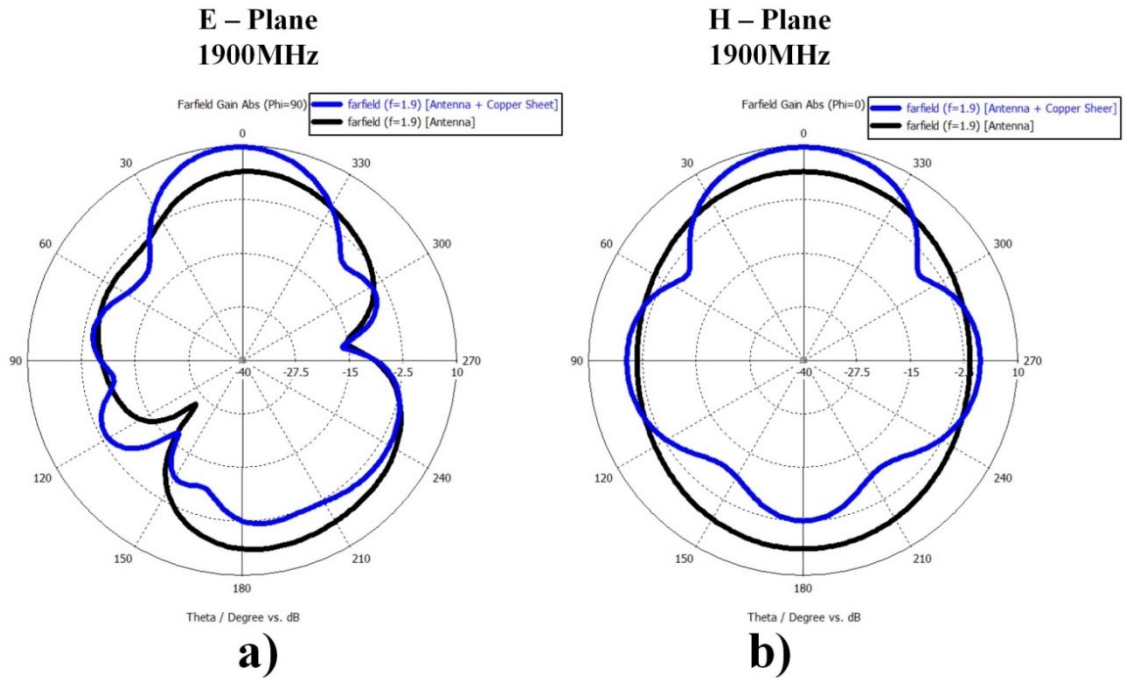 E – Plane
1900MHz
H – Plane
1900MHz
Farfield Gain Abs (Phi=90)
farfield (f=1.9) [Antenna + Copper Sheet]
farfield (f=1.9) [Antenna]
0
30
330
60
300
90
-40
-27.5
-15
-2.5
10
270
120
240
150
210
180
Theta / Degree vs. dB
a)
Farfield Gain Abs (Phi=0)
farfield (f=1.9) [Antenna + Copper Sheer]
farfield (f=1.9) [Antenna]
0
30
330
60
300
90
-40
-27.5
-15
-2.5
10
270
120
240
150
210
180
Theta / Degree vs. dB
b)